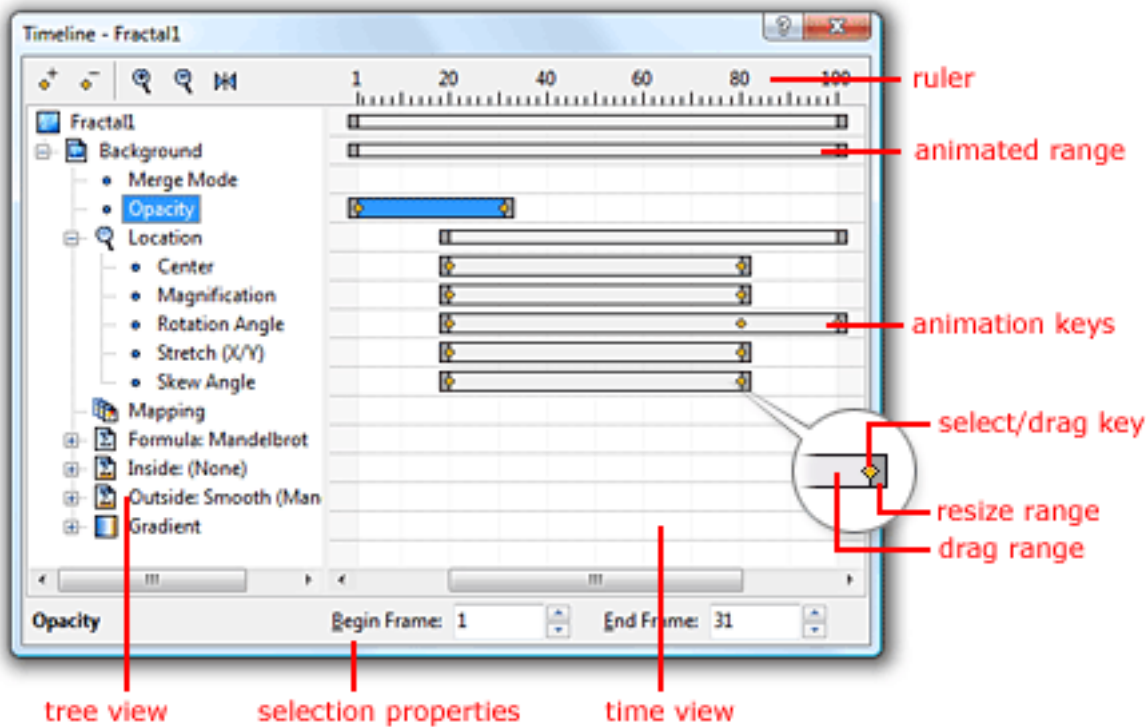 Timeline - Fractal1
1 20 40 60 80 100 ruler
Fractal1
Background animated range
Merge Mode
Opacity
Location
Center
Magnification
Rotation Angle animation keys
Stretch (X/Y)
Skew Angle
Mapping
Formula: Mandelbrot select/drag key
Inside: (None)
Outside: Smooth (Man
resize range
Gradient
drag range
Opacity Begin Frame: 1 End Frame: 31
tree view selection properties time view